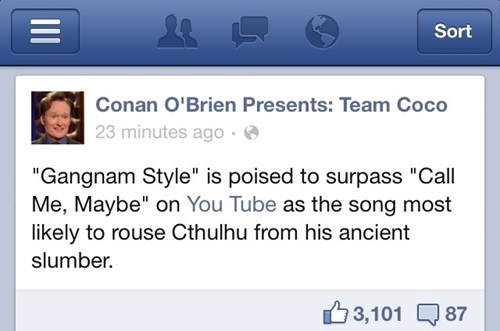 Sort
Conan O'Brien Presents: Team Coco
23 minutes ago ·
"Gangnam Style" is poised to surpass "Call
Me, Maybe" on You Tube as the song most
likely to rouse Cthulhu from his ancient
slumber.
3,101 87